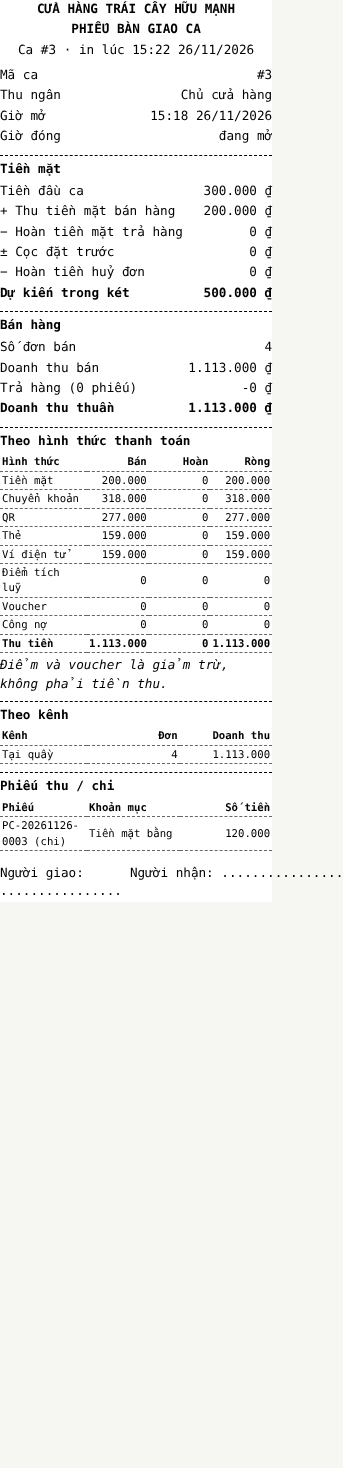 CỬA HÀNG TRÁI CÂY HỮU MẠNH
PHIẾU BÀN GIAO CA
Ca #3 · in lúc 15:22 26/11/2026
Mã ca #3
Thu ngân Chủ cửa hàng
Giờ mở 15:18 26/11/2026
Giờ đóng đang mở
Tiền mặt
Tiền đầu ca 300.000 ₫
+ Thu tiền mặt bán hàng 200.000 ₫
− Hoàn tiền mặt trả hàng 0 ₫
± Cọc đặt trước 0 ₫
− Hoàn tiền huỷ đơn 0 ₫
Dự kiến trong két 500.000 ₫
Bán hàng
Số đơn bán 4
Doanh thu bán 1.113.000 ₫
Trả hàng (0 phiếu) -0 ₫
Doanh thu thuần 1.113.000 ₫
Theo hình thức thanh toán
Hình thức Bán Hoàn Ròng
Tiền mặt 200.000 0 200.000
Chuyển khoản 318.000 0 318.000
QR 277.000 0 277.000
Thẻ 159.000 0 159.000
Ví điện tử 159.000 0 159.000
Điểm tích
luỹ 0 0 0
Voucher 0 0 0
Công nợ 0 0 0
Thu tiền 1.113.000 0 1.113.000
Điểm và voucher là giảm trừ,
không phải tiền thu.
Theo kênh
Kênh Đơn Doanh thu
Tại quầy 4 1.113.000
Phiếu thu / chi
Phiếu Khoản mục Số tiền
PC-20261126-
0003 (chi) Tiền mặt bằng 120.000
Người giao: Người nhận: ................
................